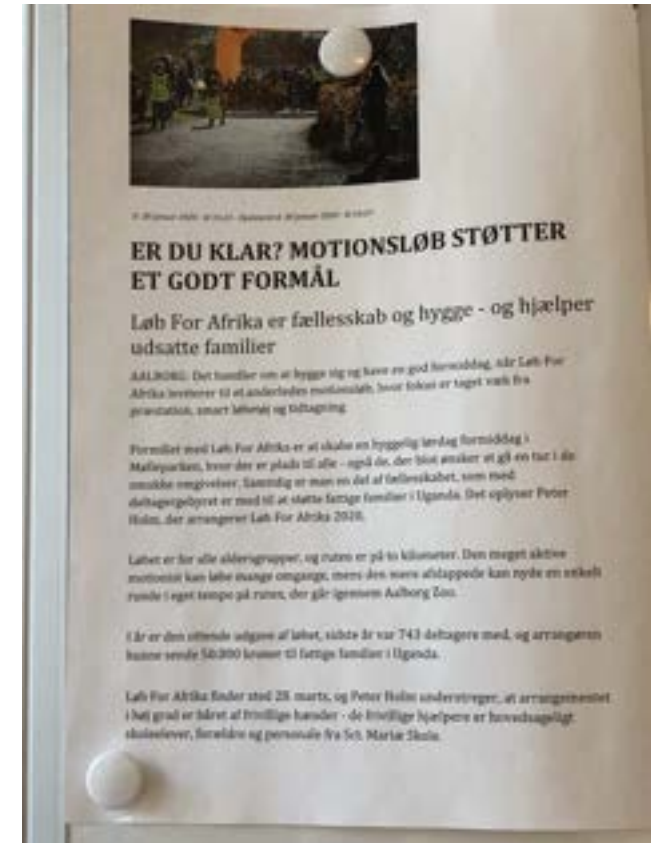 ER DU KLAR? MOTIONSLØB STØTTER
ET GODT FORMÅL
Løb For Afrika er fællesskab og hygge - og hjælper
udsatte familier
AALBORG: Det handler om at hygge sig og have en god formiddag, når Løb For
Afrika inviterer til et anderledes motionsløb, hvor fokus er taget væk fra
præstation, smart løbetøj og tidtagning.
Formålet med Løb For Afrika er at skabe en hyggelig lørdag formiddag i
Mølleparken, hvor der er plads til alle - også de, der blot ønsker at gå en tur i de
smukke omgivelser. Samtidig er man en del af fællesskabet, som med
deltagergebyret er med til at støtte fattige familier i Uganda. Det oplyser Peter
Holm, der arrangerer Løb For Afrika 2020.
Løbet er for alle aldersgrupper, og ruten er på to kilometer. Den meget aktive
motionist kan løbe mange omgange, mens den mere afslappede kan nyde en enkelt
runde i eget tempo på ruten, der går igennem Aalborg Zoo.
I år er den ottende udgave af løbet, sidste år var 743 deltagere med, og arrangøren
kunne sende 50.000 kroner til fattige familier i Uganda.
Løb For Afrika finder sted 28. marts, og Peter Holm understreger, at arrangementet
i høj grad er båret af frivillige hænder - de frivillige hjælpere er hovedsageligt
skoleelever, forældre og personale fra Sct. Mariæ Skole.